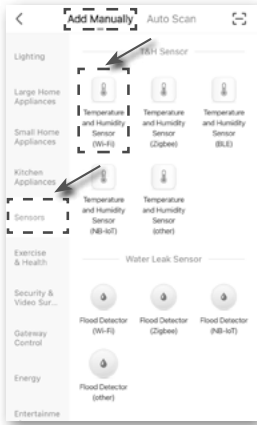 Add Manually Auto Scan
Lighting
Large Home
Appliances
Small Home
Appliances
Kitchen
Appliances
Sensors
Exercise
& Health
Security &
Video Sur...
Gateway
Control
Energy
Entertainme
T&H Sensor
Temperature
and Humidity
Sensor
(Wi-Fi)
Temperature
and Humidity
Sensor
(Zigbee)
Temperature
and Humidity
Sensor
(BLE)
Temperature
and Humidity
Sensor
(NB-IoT)
Temperature
and Humidity
Sensor
(other)
Water Leak Sensor
Flood Detector
(Wi-Fi)
Flood Detector
(Zigbee)
Flood Detector
(NB-IoT)
Flood Detector
(other)